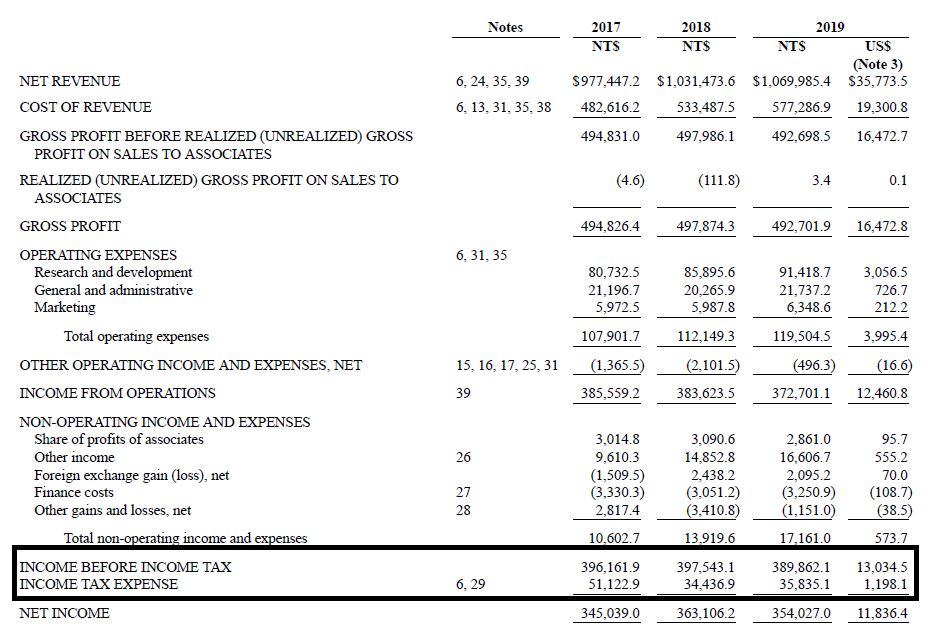 Notes 2017 2018 2019
NT$ NT$ NT$ US$
(Note 3)
NET REVENUE 6, 24, 35, 39 $977,447.2 $1,031,473.6 $1,069,985.4 $35,773.5
COST OF REVENUE 6, 13, 31, 35, 38 482,616.2 533,487.5 577,286.9 19,300.8
GROSS PROFIT BEFORE REALIZED (UNREALIZED) GROSS 494,831.0 497,986.1 492,698.5 16,472.7
PROFIT ON SALES TO ASSOCIATES
REALIZED (UNREALIZED) GROSS PROFIT ON SALES TO (4.6) (111.8) 3.4 0.1
ASSOCIATES
GROSS PROFIT 494,826.4 497,874.3 492,701.9 16,472.8
OPERATING EXPENSES 6, 31, 35
Research and development 80,732.5 85,895.6 91,418.7 3,056.5
General and administrative 21,196.7 20,265.9 21,737.2 726.7
Marketing 5,972.5 5,987.8 6,348.6 212.2
Total operating expenses 107,901.7 112,149.3 119,504.5 3,995.4
OTHER OPERATING INCOME AND EXPENSES, NET 15, 16, 17, 25, 31 (1,365.5) (2,101.5) (496.3) (16.6)
INCOME FROM OPERATIONS 39 385,559.2 383,623.5 372,701.1 12,460.8
NON-OPERATING INCOME AND EXPENSES
Share of profits of associates 3,014.8 3,090.6 2,861.0 95.7
Other income 26 9,610.3 14,852.8 16,606.7 555.2
Foreign exchange gain (loss), net (1,509.5) 2,438.2 2,095.2 70.0
Finance costs 27 (3,330.3) (3,051.2) (3,250.9) (108.7)
Other gains and losses, net 28 2,817.4 (3,410.8) (1,151.0) (38.5)
Total non-operating income and expenses 10,602.7 13,919.6 17,161.0 573.7
INCOME BEFORE INCOME TAX 396,161.9 397,543.1 389,862.1 13,034.5
INCOME TAX EXPENSE 6, 29 51,122.9 34,436.9 35,835.1 1,198.1
NET INCOME 345,039.0 363,106.2 354,027.0 11,836.4